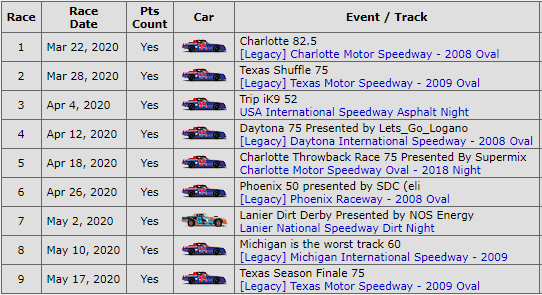 Race Race Date Pts Count Car Event / Track
1 Mar 22, 2020 Yes Charlotte 82.5
[Legacy] Charlotte Motor Speedway - 2008 Oval
2 Mar 28, 2020 Yes Texas Shuffle 75
[Legacy] Texas Motor Speedway - 2009 Oval
3 Apr 4, 2020 Yes Trip iK9 52
USA International Speedway Asphalt Night
4 Apr 12, 2020 Yes Daytona 75 Presented by Lets_Go_Logano
[Legacy] Daytona International Speedway - 2008 Oval
5 Apr 18, 2020 Yes Charlotte Throwback Race 75 Presented By Supermix
Charlotte Motor Speedway Oval - 2018 Night
6 Apr 26, 2020 Yes Phoenix 50 presented by SDC (eli
[Legacy] Phoenix Raceway - 2008 Oval
7 May 2, 2020 Yes Lanier Dirt Derby Presented by NOS Energy
Lanier National Speedway Dirt Night
8 May 10, 2020 Yes Michigan is the worst track 60
[Legacy] Michigan International Speedway - 2009
9 May 17, 2020 Yes Texas Season Finale 75
[Legacy] Texas Motor Speedway - 2009 Oval